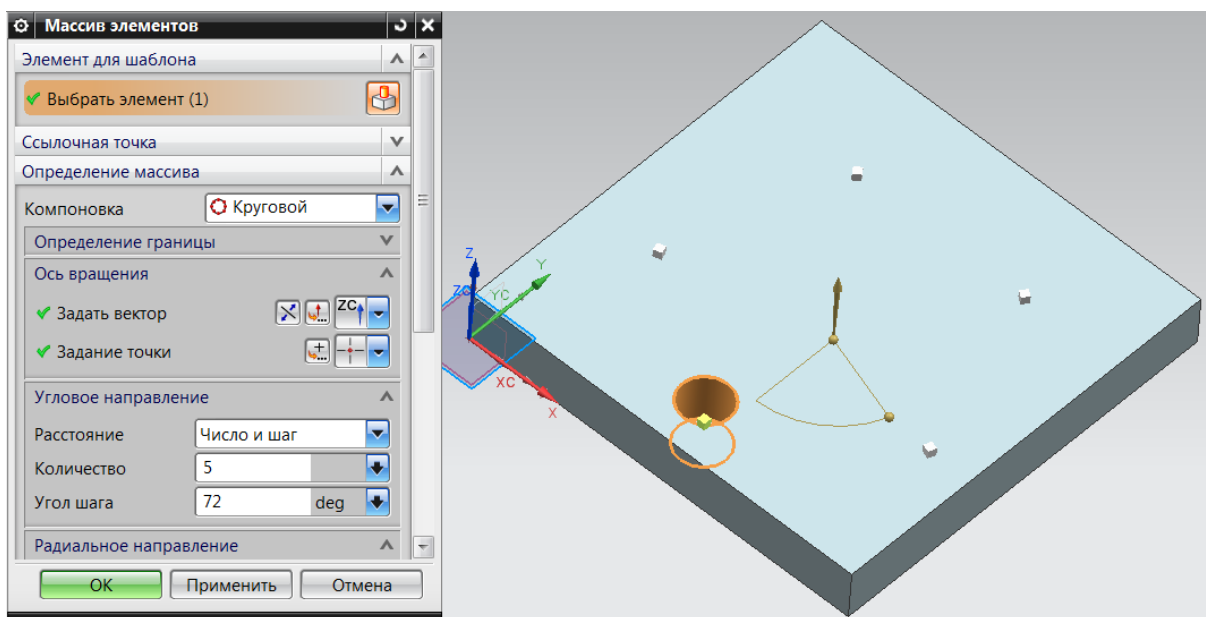 Массив элементов
Элемент для шаблона
Выбрать элемент (1)
Ссылочная точка
Определение массива
Компоновка Круговой
Определение границы
Ось вращения
Задать вектор ZC
Задание точки
Угловое направление
Расстояние Число и шаг
Количество 5
Угол шага 72 deg
Радиальное направление
OK Применить Отмена
Z
Y
ZC YC
XC
X